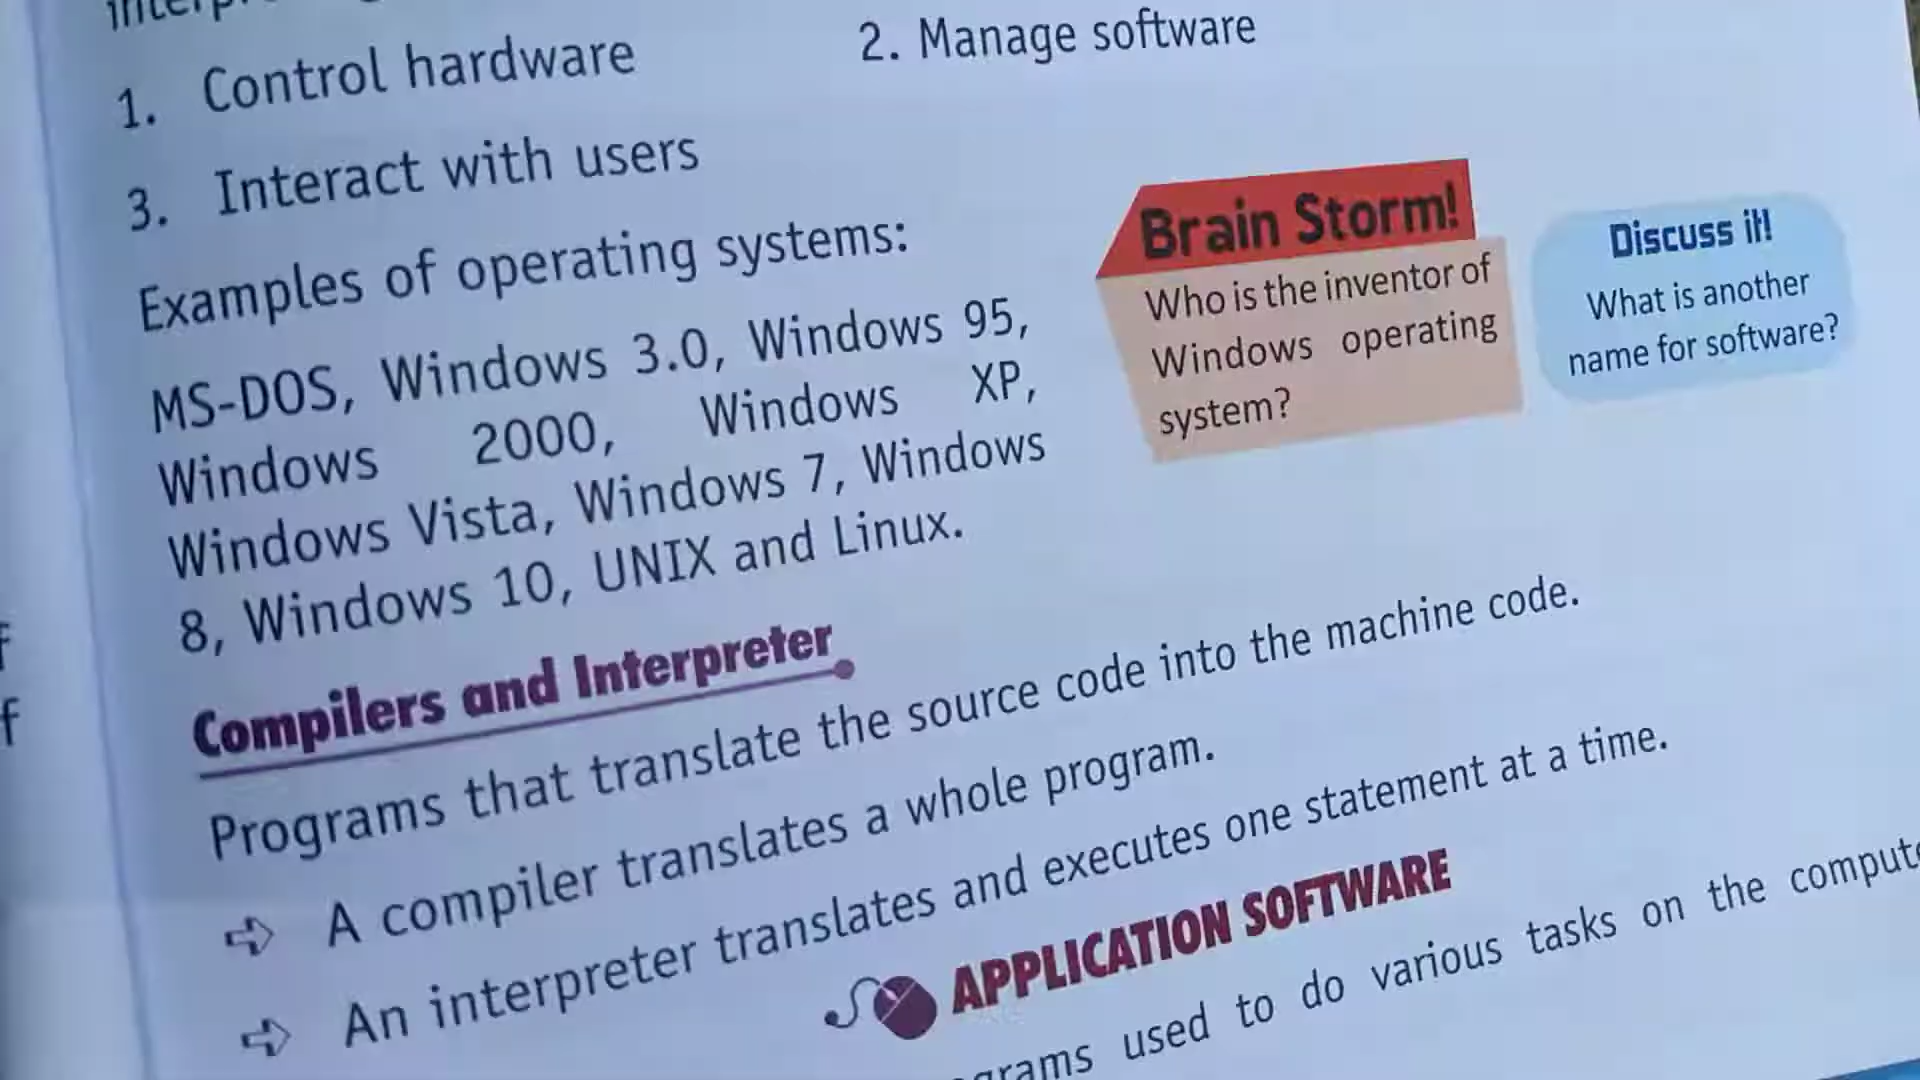 1. Control hardware
2. Manage software
3. Interact with users
Examples of operating systems:
MS-DOS, Windows 3.0, Windows 95,
Windows 2000, Windows XP,
Windows Vista, Windows 7, Windows
8, Windows 10, UNIX and Linux.
Brain Storm!
Who is the inventor of
Windows operating
system?
Discuss it!
What is another
name for software?
Compilers and Interpreter
Programs that translate the source code into the machine code.
A compiler translates a whole program.
An interpreter translates and executes one statement at a time.
APPLICATION SOFTWARE
used to do various tasks on the